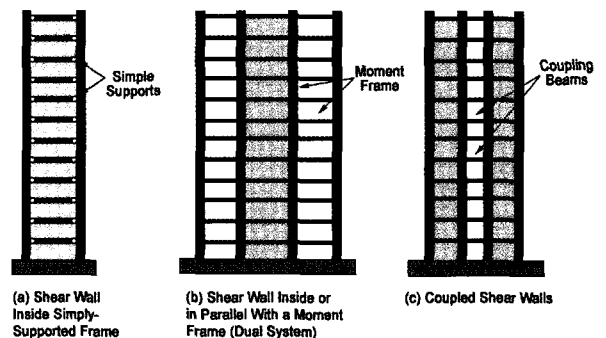 Simple
Supports
Moment
Frame
Coupling
Beams
(a) Shear Wall
Inside Simply-
Supported Frame
(b) Shear Wall Inside or
in Parallel With a Moment
Frame (Dual System)
(c) Coupled Shear Walls